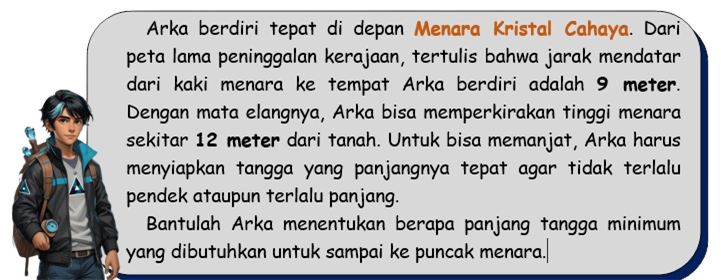 Arka berdiri tepat di depan Menara Kristal Cahaya. Dari
peta lama peninggalan kerajaan, tertulis bahwa jarak mendatar
dari kaki menara ke tempat Arka berdiri adalah 9 meter.
Dengan mata elangnya, Arka bisa memperkirakan tinggi menara
sekitar 12 meter dari tanah. Untuk bisa memanjat, Arka harus
menyiapkan tangga yang panjangnya tepat agar tidak terlalu
pendek ataupun terlalu panjang.
Bantulah Arka menentukan berapa panjang tangga minimum
yang dibutuhkan untuk sampai ke puncak menara.